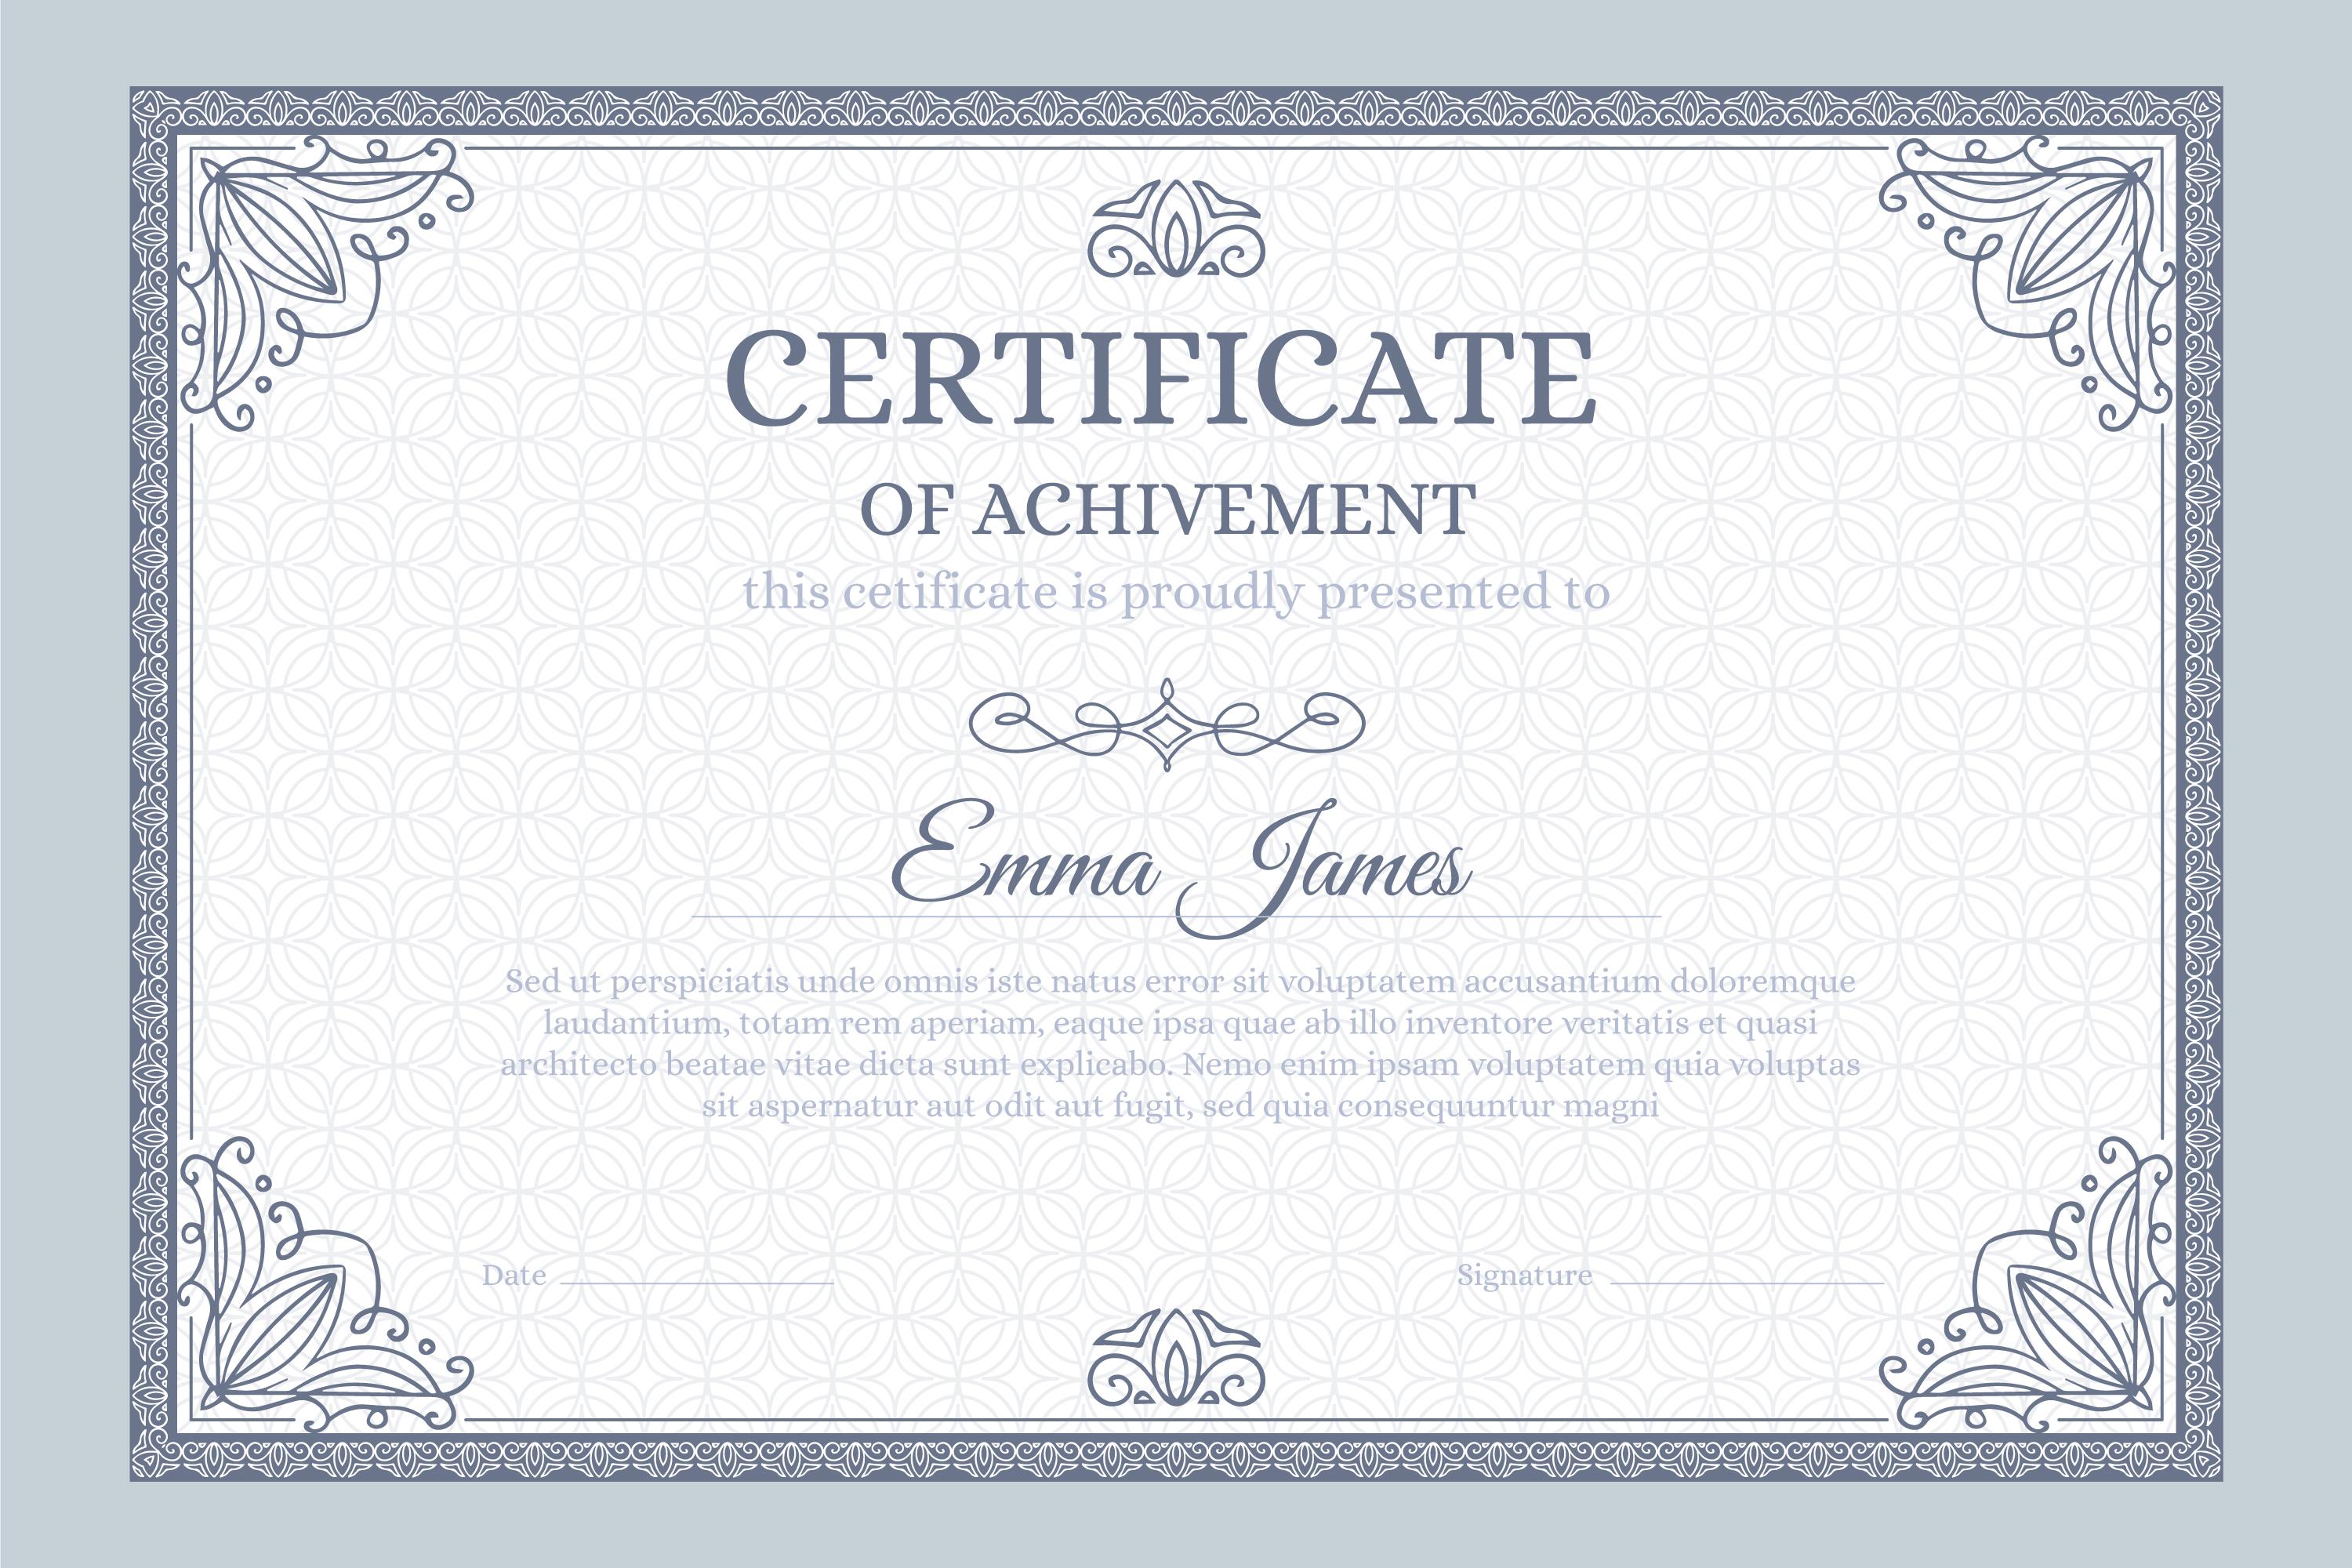 CERTIFICATE
OF ACHIVEMENT
this cetificate is proudly presented to
Emma James
Sed ut perspiciatis unde omnis iste natus error sit voluptatem accusantium doloremque
laudantium, totam rem aperiam, eaque ipsa quae ab illo inventore veritatis et quasi
architecto beatae vitae dicta sunt explicabo. Nemo enim ipsam voluptatem quia voluptas
sit aspernatur aut odit aut fugit, sed quia consequuntur magni
Date Signature